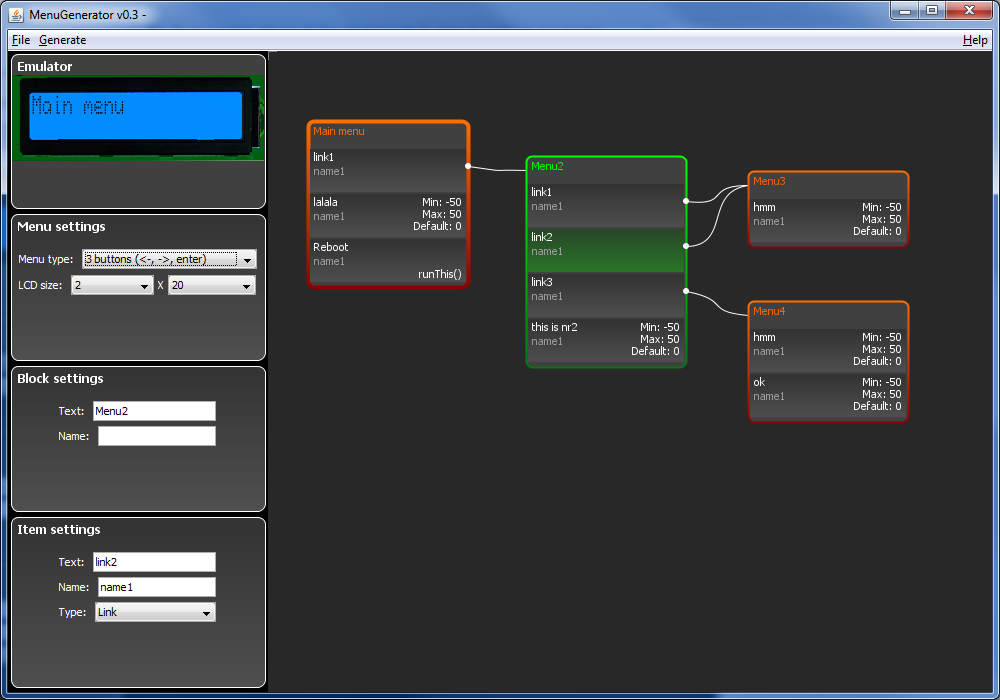 MenuGenerator v0.3 -
File Generate Help
Emulator
Main menu
Menu settings
Menu type: 3 buttons (<-, ->, enter)
LCD size: 2 X 20
Block settings
Text: Menu2
Name:
Item settings
Text: link2
Name: name1
Type: Link
Main menu
link1
name1
lalala Min: -50
name1 Max: 50
Default: 0
Reboot
name1
runThis()
Menu2
link1
name1
link2
name1
link3
name1
this is nr2 Min: -50
name1 Max: 50
Default: 0
Menu3
hmm Min: -50
name1 Max: 50
Default: 0
Menu4
hmm Min: -50
name1 Max: 50
Default: 0
ok Min: -50
name1 Max: 50
Default: 0